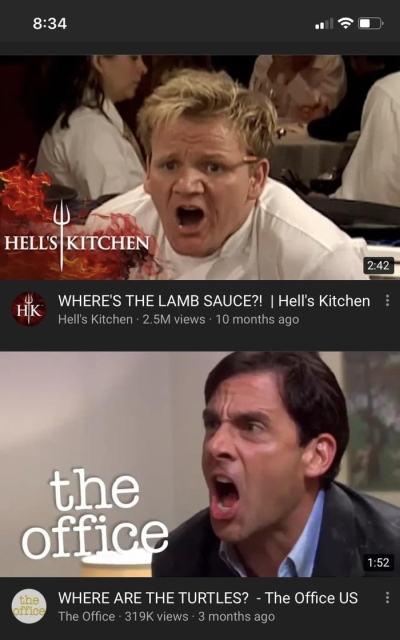 8:34
HELL'S KITCHEN
2:42
HK
WHERE'S THE LAMB SAUCE?! | Hell's Kitchen
Hell's Kitchen · 2.5M views · 10 months ago
the
office
1:52
the
office
WHERE ARE THE TURTLES? - The Office US
The Office · 319K views · 3 months ago